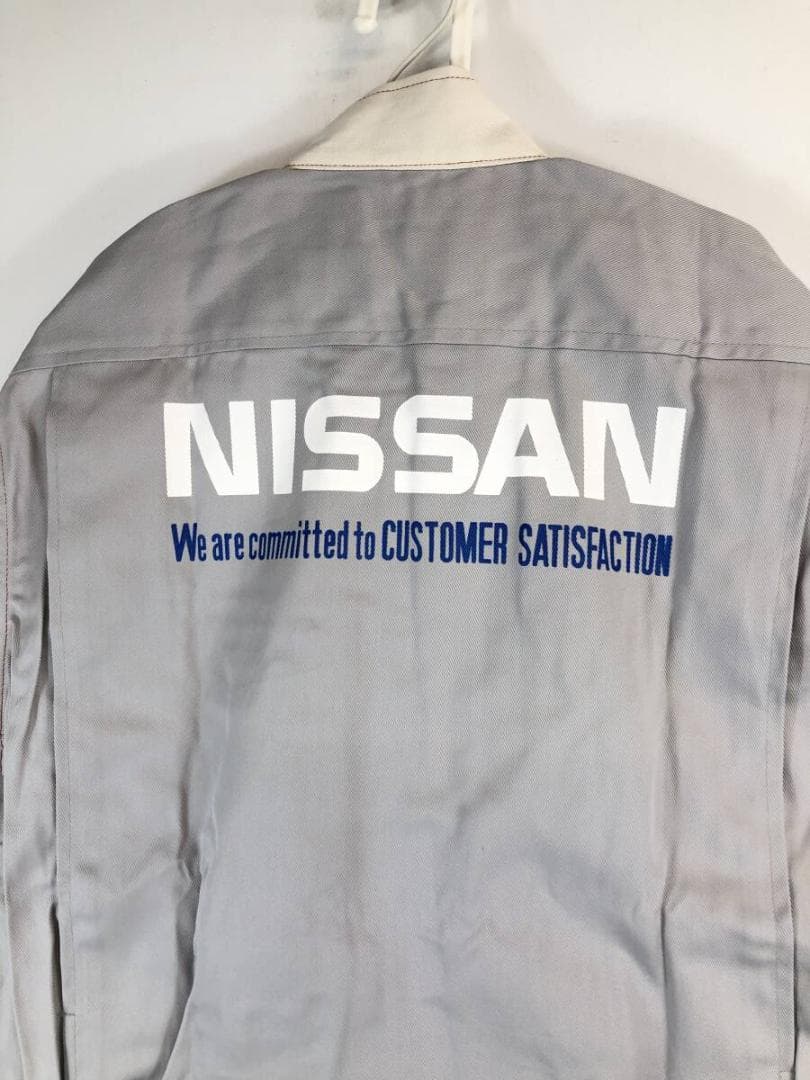 NISSAN
We are committed to CUSTOMER SATISFACTION